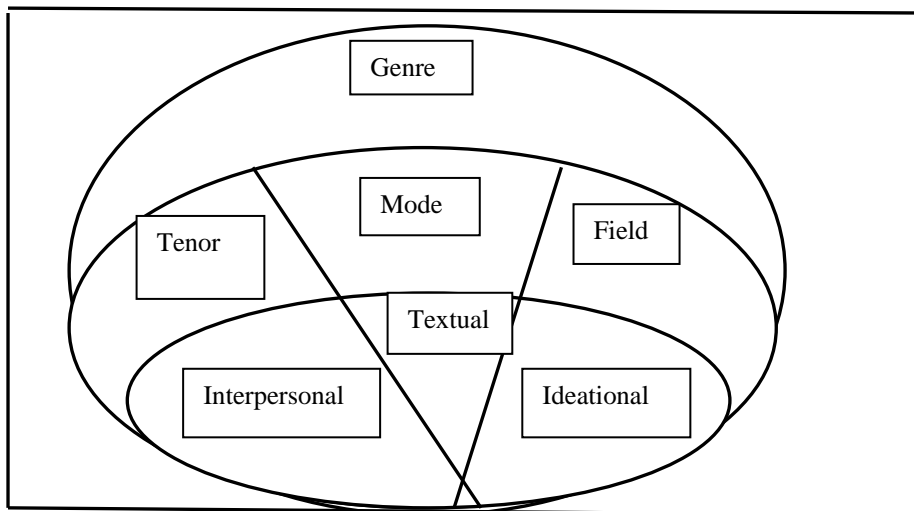 Genre
Mode
Tenor
Field
Textual
Interpersonal
Ideational